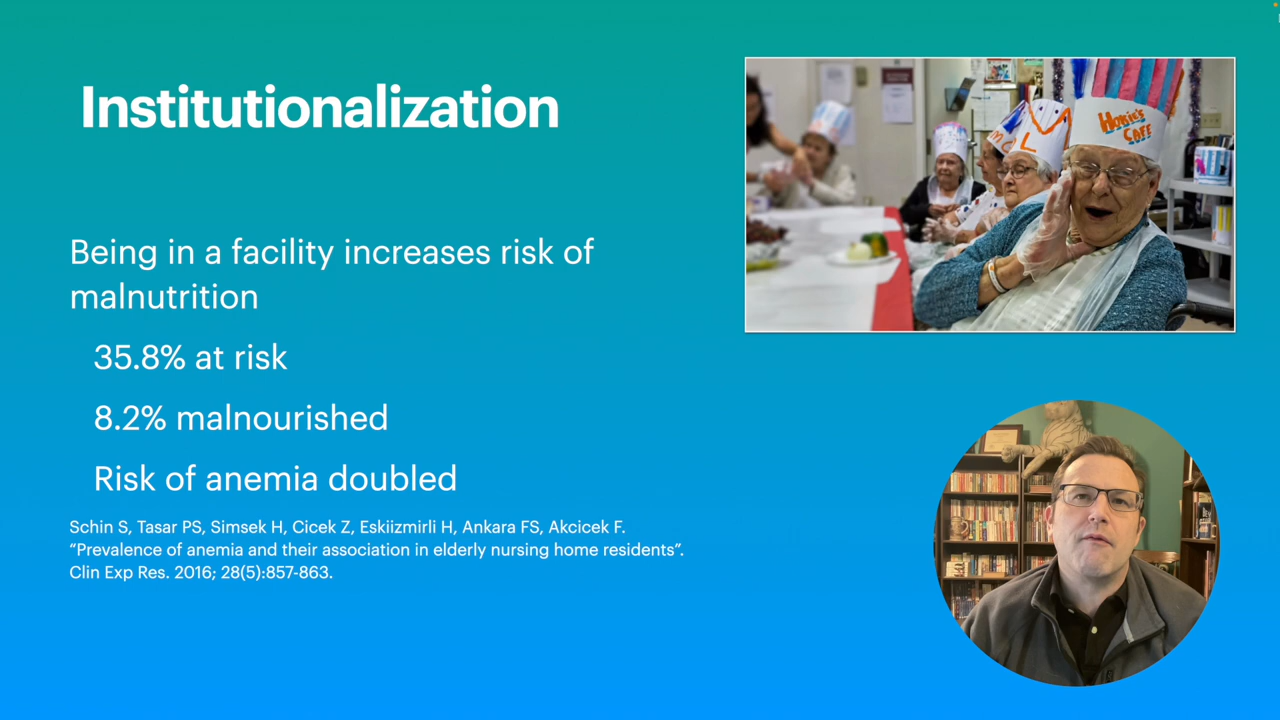 Institutionalization
HOSIE'S
CAFE
Being in a facility increases risk of
malnutrition
35.8% at risk
8.2% malnourished
Risk of anemia doubled
Schin S, Tasar PS, Simsek H, Cicek Z, Eskiizmirli H, Ankara FS, Akcicek F.
“Prevalence of anemia and their association in elderly nursing home residents”.
Clin Exp Res. 2016; 28(5):857-863.